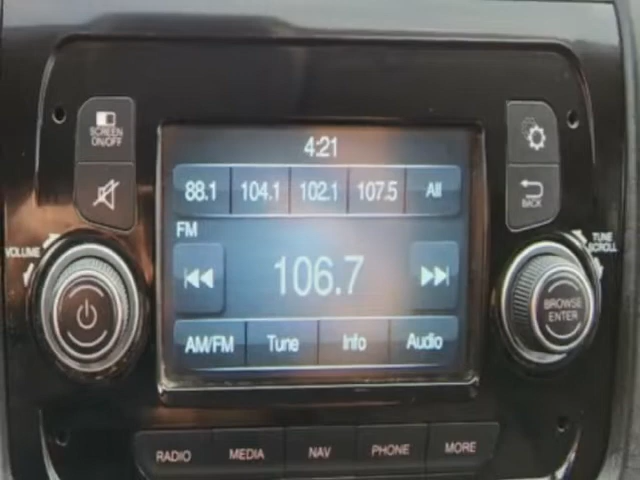 SCREEN
ON/OFF
4:21
88.1 104.1 102.1 107.5 All
BACK
FM
VOLUME
TUNE
SCROLL
106.7
BROWSE
ENTER
AM/FM Tune Info Audio
RADIO MEDIA NAV PHONE MORE